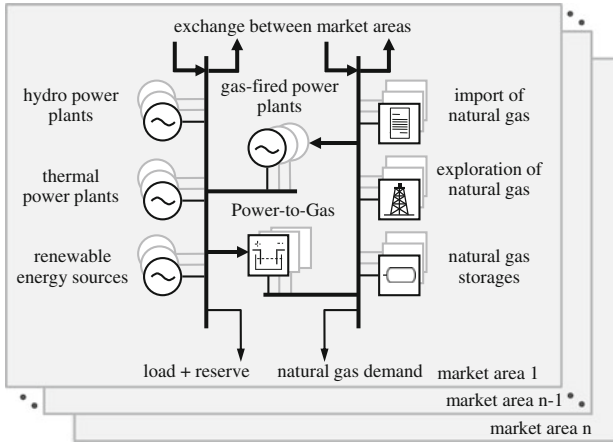 exchange between market areas
hydro power
plants
gas-fired power
plants
import of
natural gas
thermal
power plants
exploration of
natural gas
Power-to-Gas
renewable
energy sources
natural gas
storages
load + reserve
natural gas demand
market area 1
market area n-1
market area n